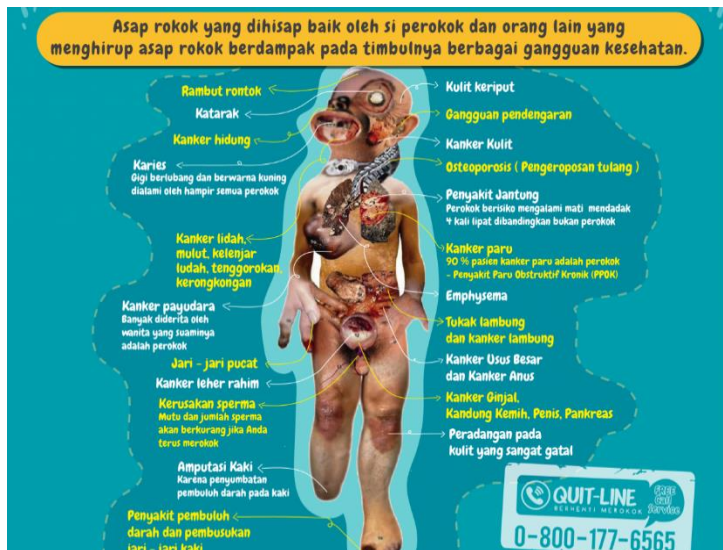 Asap rokok yang dihisap baik oleh si perokok dan orang lain yang
menghirup asap rokok berdampak pada timbulnya berbagai gangguan kesehatan.
Rambut rontok
Katarak
Kanker hidung
Karies
Gigi berlubang dan berwarna kuning
dialami oleh hampir semua perokok
Kanker lidah,
mulut, kelenjar
ludah, tenggorokan,
kerongkongan
Kanker payudara
Banyak diderita oleh
wanita yang suaminya
adalah perokok
Jari - jari pucat
Kanker leher rahim
Kerusakan sperma
Mutu dan jumlah sperma
akan berkurang jika Anda
terus merokok
Amputasi Kaki
Karena penyumbatan
pembuluh darah pada kaki
Penyakit pembuluh
darah dan pembusukan
jari - jari kaki
Kulit keriput
Gangguan pendengaran
Kanker Kulit
Osteoporosis ( Pengeroposan tulang )
Penyakit Jantung
Perokok berisiko mengalami mati mendadak
4 kali lipat dibandingkan bukan perokok
Kanker paru
90 % pasien kanker paru adalah perokok
- Penyakit Paru Obstruktif Kronik (PPOK)
Emphysema
Tukak lambung
dan kanker lambung
Kanker Usus Besar
dan Kanker Anus
Kanker Ginjal,
Kandung Kemih, Penis, Pankreas
Peradangan pada
kulit yang sangat gatal
QUIT-LINE
BERHENTI MEROKOK
FREE
Call
Service
0-800-177-6565